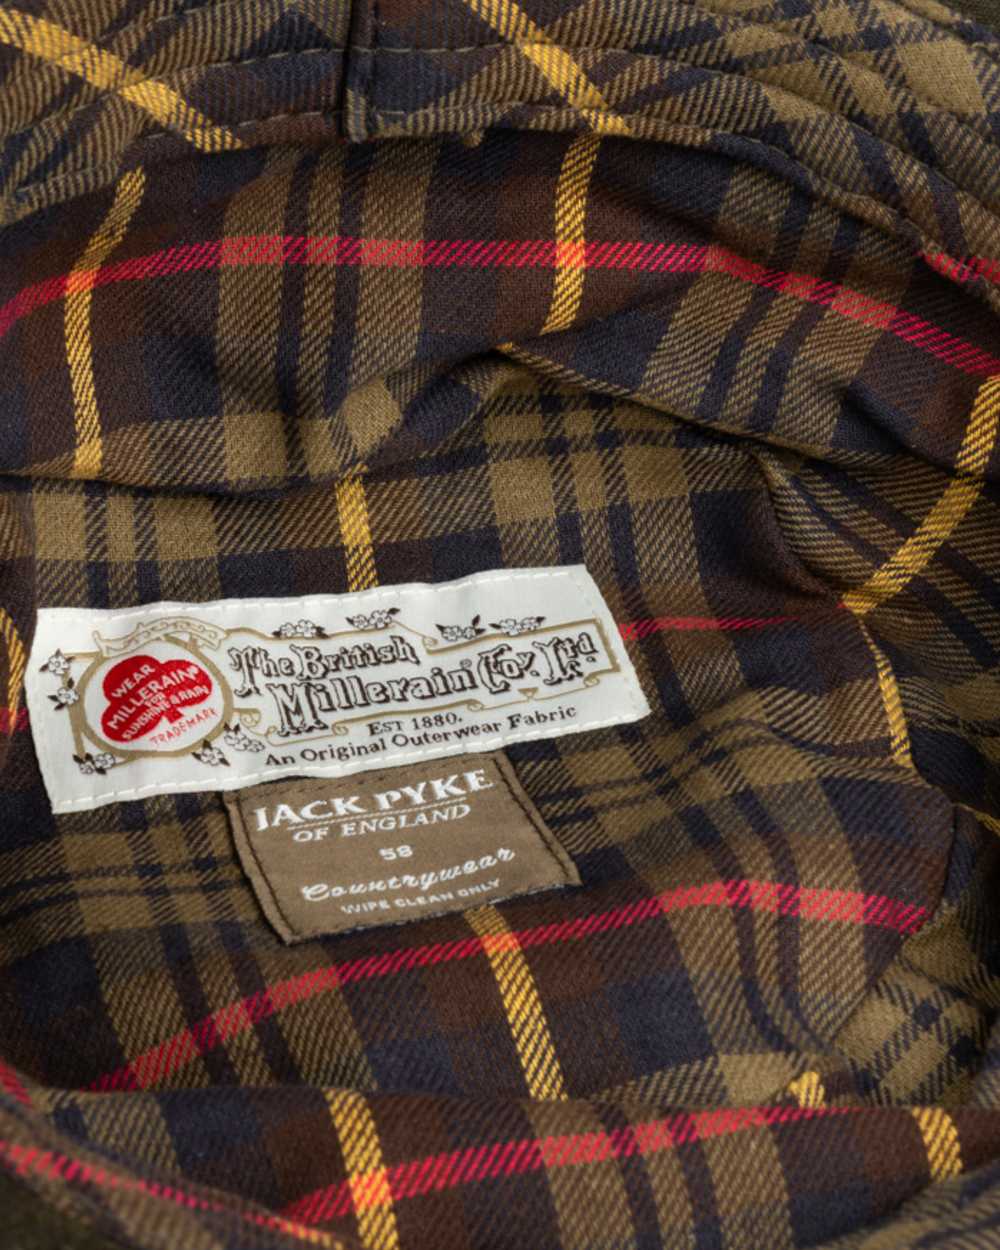 The British
Millerain Coy. Ltd.
WEAR
MILLERAIN
FOR
SUNSHINE & RAIN
TRADEMARK
EST 1880.
An Original Outerwear Fabric
JACK PYKE
OF ENGLAND
58
Countrywear
WIPE CLEAN ONLY